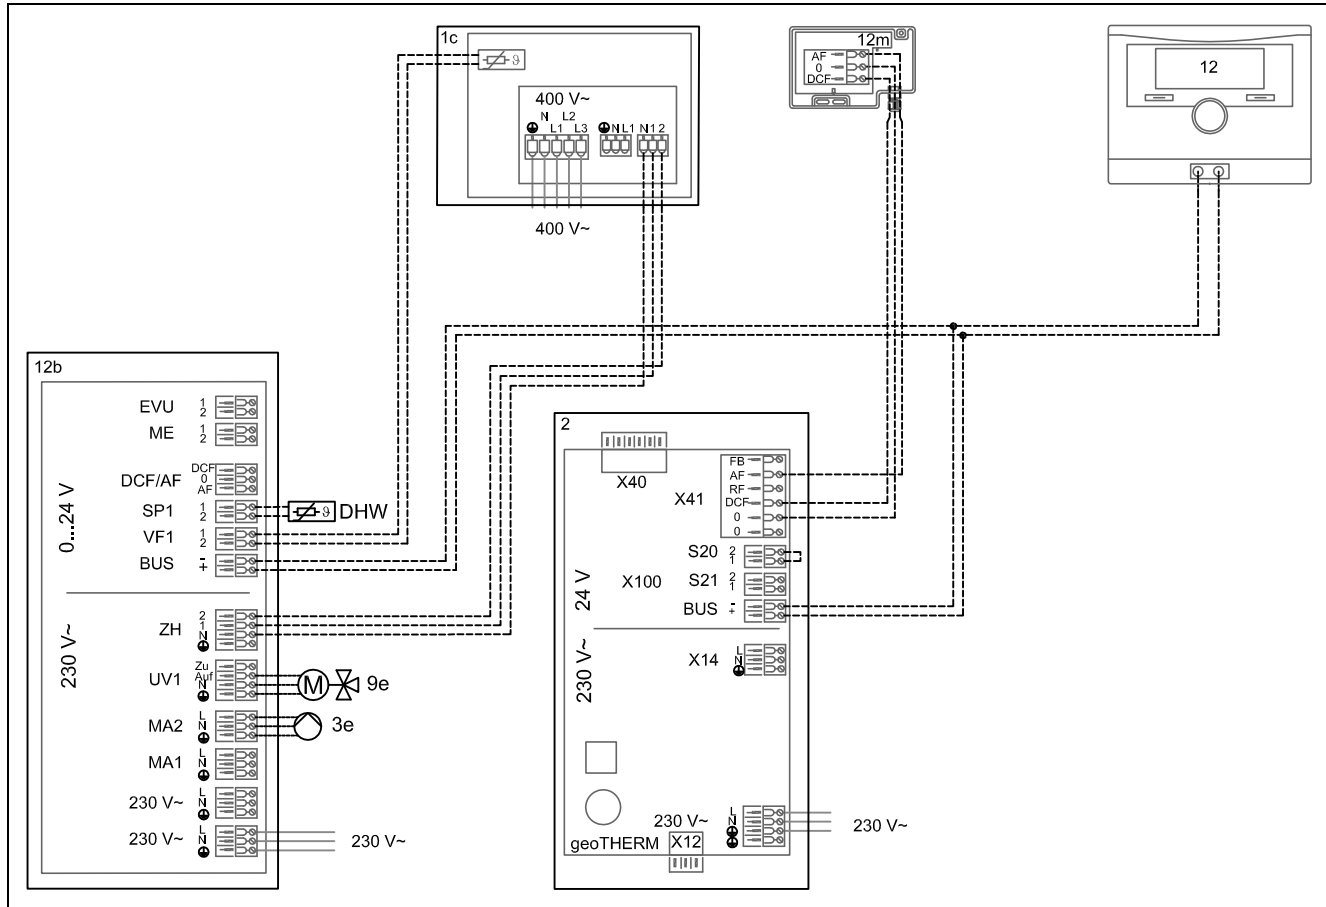 1c
400 V~
N L2
L1 L3
N L1
N 1 2
400 V~
12m
AF
0
DCF
12
12b
0...24 V
EVU 1
2
ME 1
2
DCF/AF DCF
0
AF
SP1 1
2
DHW
VF1 1
2
BUS -
+
230 V~
ZH 2
1
N
UV1 Zu
Auf
N
M 9e
MA2 L
N
3e
MA1 L
N
230 V~ L
N
230 V~ L
N
230 V~
2
X40
X41
FB
AF
RF
DCF
0
0
24 V
X100
S20 2
1
S21 2
1
BUS -
+
230 V~
X14 L
N
230 V~ L
N
230 V~
geoTHERM X12